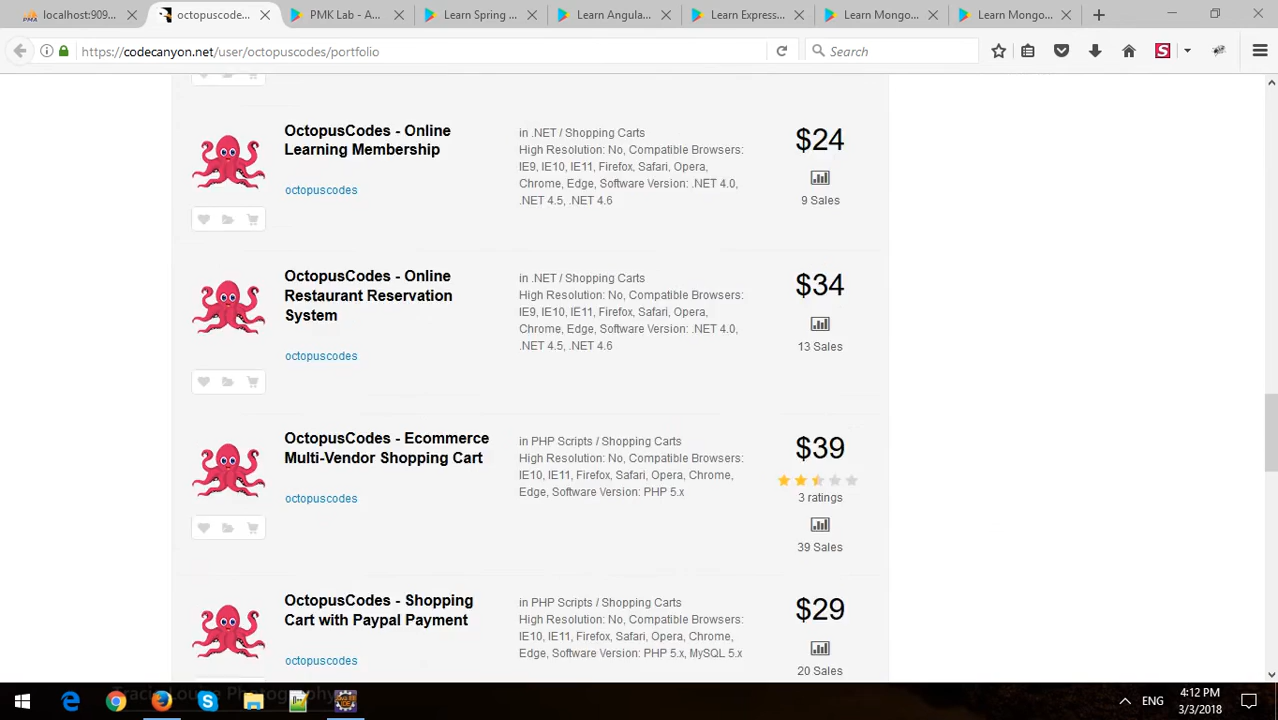 localhost:909...
octopuscode...
PMK Lab - A...
Learn Spring ...
Learn Angula...
Learn Express...
Learn Mongo...
Learn Mongo...
https://codecanyon.net/user/octopuscodes/portfolio
Search
OctopusCodes - Online
Learning Membership
octopuscodes
in .NET / Shopping Carts
High Resolution: No, Compatible Browsers:
IE9, IE10, IE11, Firefox, Safari, Opera,
Chrome, Edge, Software Version: .NET 4.0,
.NET 4.5, .NET 4.6
$24
9 Sales
OctopusCodes - Online
Restaurant Reservation
System
octopuscodes
in .NET / Shopping Carts
High Resolution: No, Compatible Browsers:
IE9, IE10, IE11, Firefox, Safari, Opera,
Chrome, Edge, Software Version: .NET 4.0,
.NET 4.5, .NET 4.6
$34
13 Sales
OctopusCodes - Ecommerce
Multi-Vendor Shopping Cart
octopuscodes
in PHP Scripts / Shopping Carts
High Resolution: No, Compatible Browsers:
IE10, IE11, Firefox, Safari, Opera, Chrome,
Edge, Software Version: PHP 5.x
$39
3 ratings
39 Sales
OctopusCodes - Shopping
Cart with Paypal Payment
octopuscodes
in PHP Scripts / Shopping Carts
High Resolution: No, Compatible Browsers:
IE10, IE11, Firefox, Safari, Opera, Chrome,
Edge, Software Version: PHP 5.x, MySQL 5.x
$29
20 Sales
ENG
4:12 PM
3/3/2018